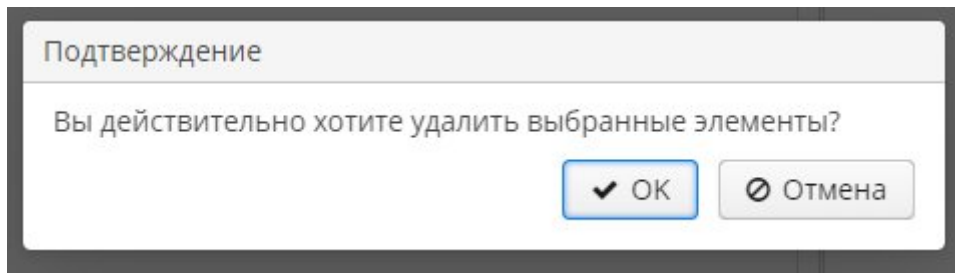 Подтверждение
Вы действительно хотите удалить выбранные элементы?
OK Отмена